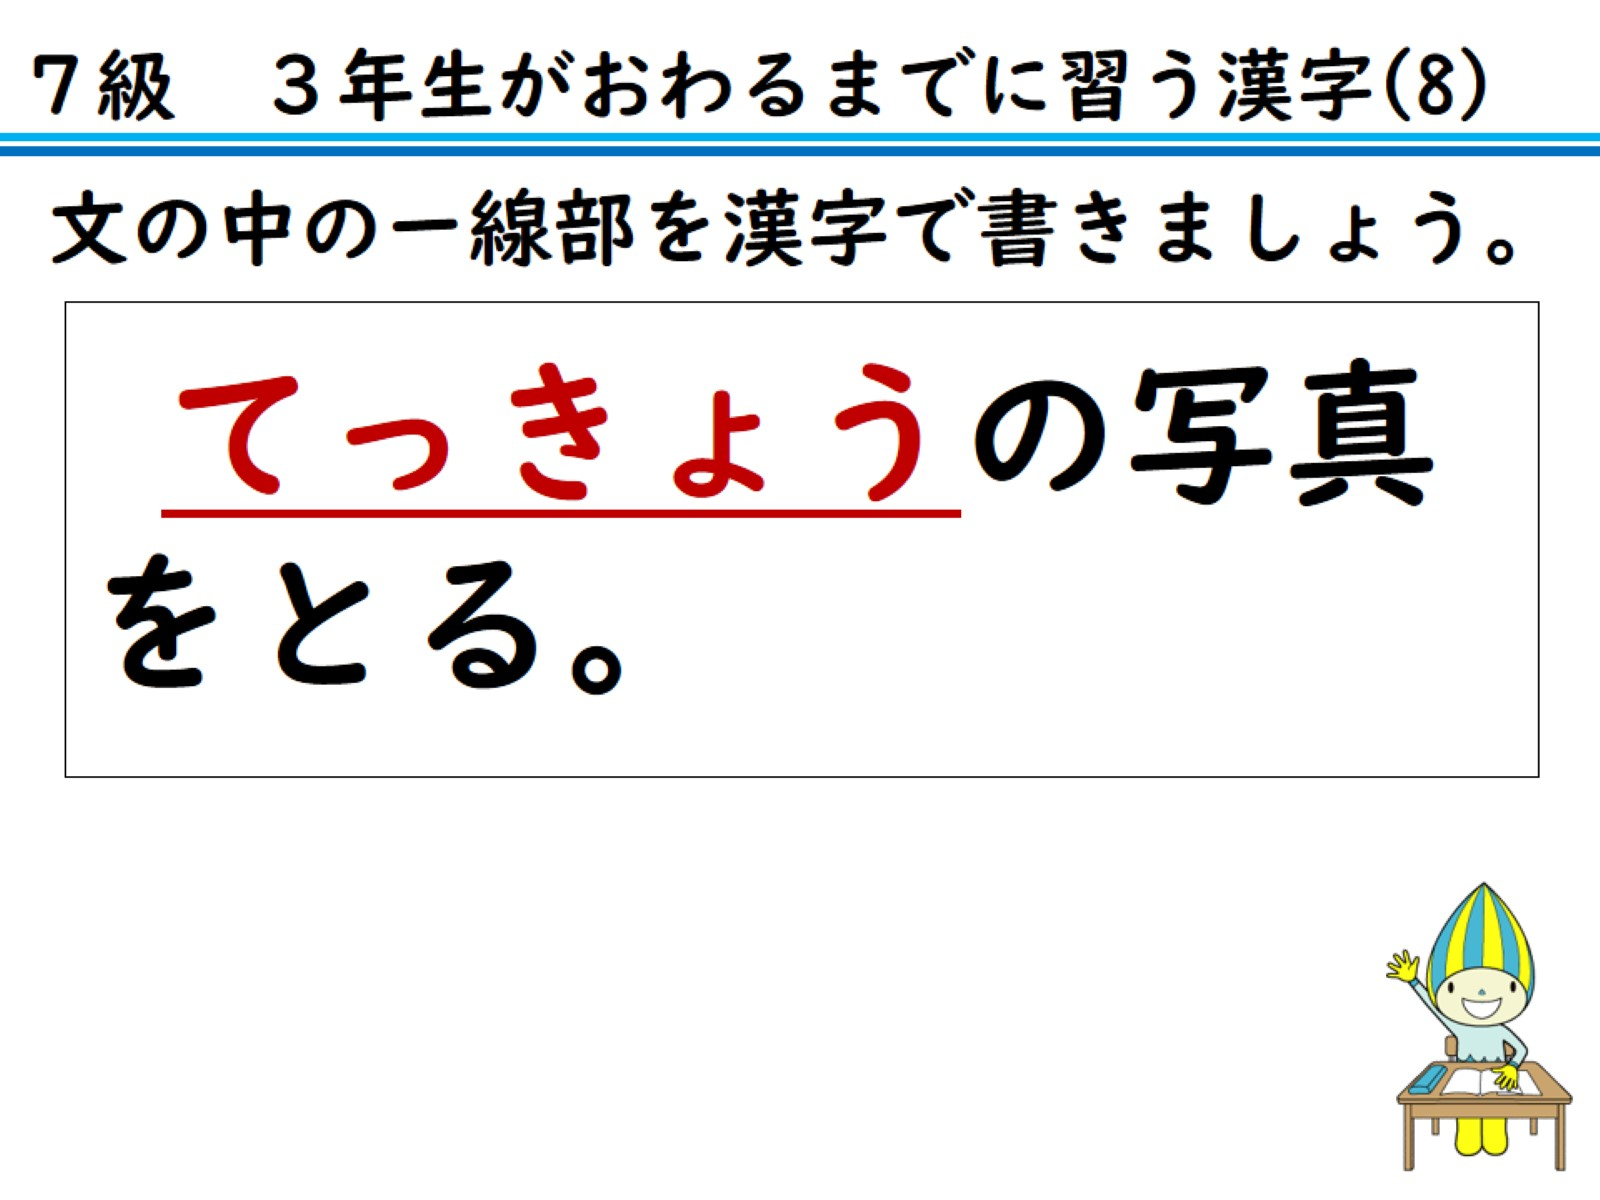 ７級　３年生がおわるまでに習う漢字(8)
文の中の一線部を漢字で書きましょう。
てっきょうの写真
をとる。